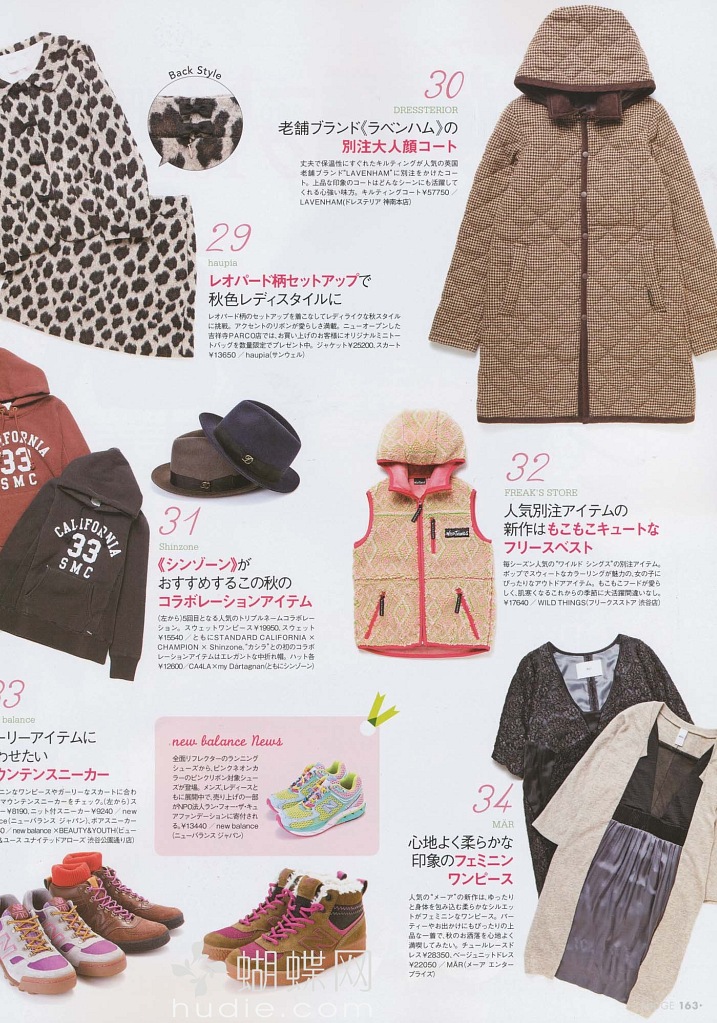 Back Style
30
DRESSTERIOR
老舗ブランド《ラベンハム》の
別注大人顔コート
丈夫で保温性にすぐれたキルティングが人気の英国
老舗ブランド“LAVENHAM”に別注をかけたコー
ト。上品な印象のコートはどんなシーンにも活躍して
くれる心強い味方。キルティングコート¥57750／
LAVENHAM(ドレステリア 神南本店)
29
haupia
レオパード柄セットアップで
秋色レディスタイルに
レオパード柄のセットアップを着こなしてレディライクな秋スタイル
に挑戦。アクセントのリボンが愛らしさ満載。ニューオープンした
吉祥寺PARCO店では、お買い上げのお客様にオリジナルミニトー
トバッグを数量限定でプレゼント中。ジャケット¥25200、スカート
¥13650／haupia(サンウェル)
IFORNIA
33
SMC
CALIFORNIA
33
SMC
31
Shinzone
《シンゾーン》が
おすすめするこの秋の
コラボレーションアイテム
(左から)5回目となる人気のトリプルネームコラボレー
ション。スウェットワンピース¥19950、スウェット
¥15540／ともにSTANDARD CALIFORNIA×
CHAMPION×Shinzone。“カシラ”との初のコラボ
レーションアイテムはエレガントな中折れ帽。ハット各
¥12600／CA4LA×my Dártagnan(ともにシンゾーン)
32
FREAK'S STORE
人気別注アイテムの
新作はもこもこキュートな
フリースベスト
毎シーズン人気の“ワイルド シングス”の別注アイテム。
ポップでスウィートなカラーリングが魅力の、女の子に
ぴったりなアウトドアアイテム。もこもこフードが愛らし
く、肌寒くなるこれからの季節に大活躍間違いなし。
¥17640／WILD THINGS(フリークスストア 渋谷店)
33
balance
ーリーアイテムに
わせたい
ウンテンスニーカー
ニンなワンピースやガーリーなスカートに合わ
マウンテンスニーカーをチェック。(左から)ス
ー¥8190、ニット付スニーカー¥9240／new
ce(ニューバランス ジャパン)、ボアスニーカー
0／new balance×BEAUTY&YOUTH(ビュー
&ユース ユナイテッドアローズ 渋谷公園通り店)
new balance News
全面リフレクターのランニング
シューズから、ピンクネオンカ
ラーのピンクリボン対象シュー
ズが登場。メンズ、レディースと
もに展開中で、売り上げの一部
がNPO法人ランフォー・ザ・キュ
アファンデーションに寄付され
る。¥13440／new balance
(ニューバランス ジャパン)
34
MÄR
心地よく柔らかな
印象のフェミニン
ワンピース
人気の“メーア”の新作は、ゆったり
と身体を包み込む柔らかなシルエッ
トがフェミニンなワンピース。パー
ティーやお出かけにもぴったりの上
品な一着で、秋のお洒落を心地よく
満喫してみたい。チュールレースド
レス¥28350、ベージュニットドレス
¥22050／MÄR(メーア エンター
プライズ)
蝴蝶网
hudie.com
163